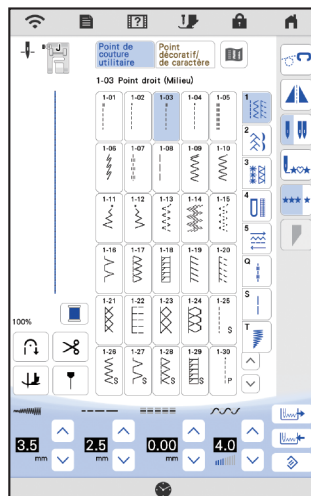 Point de couture utilitaire
Point décoratif/ de caractère
1-03 Point droit (Milieu)
1-01 1-02 1-03 1-04 1-05
1
1-06 1-07 1-08 1-09 1-10
2
3
1-11 1-12 1-13 1-14 1-15
4
5
1-16 1-17 1-18 1-19 1-20
Q
1-21 1-22 1-23 1-24 1-25
S
S
100%
T
1-26 1-27 1-28 1-29 1-30
S S S S P
3.5 2.5 0.00 4.0
mm mm mm